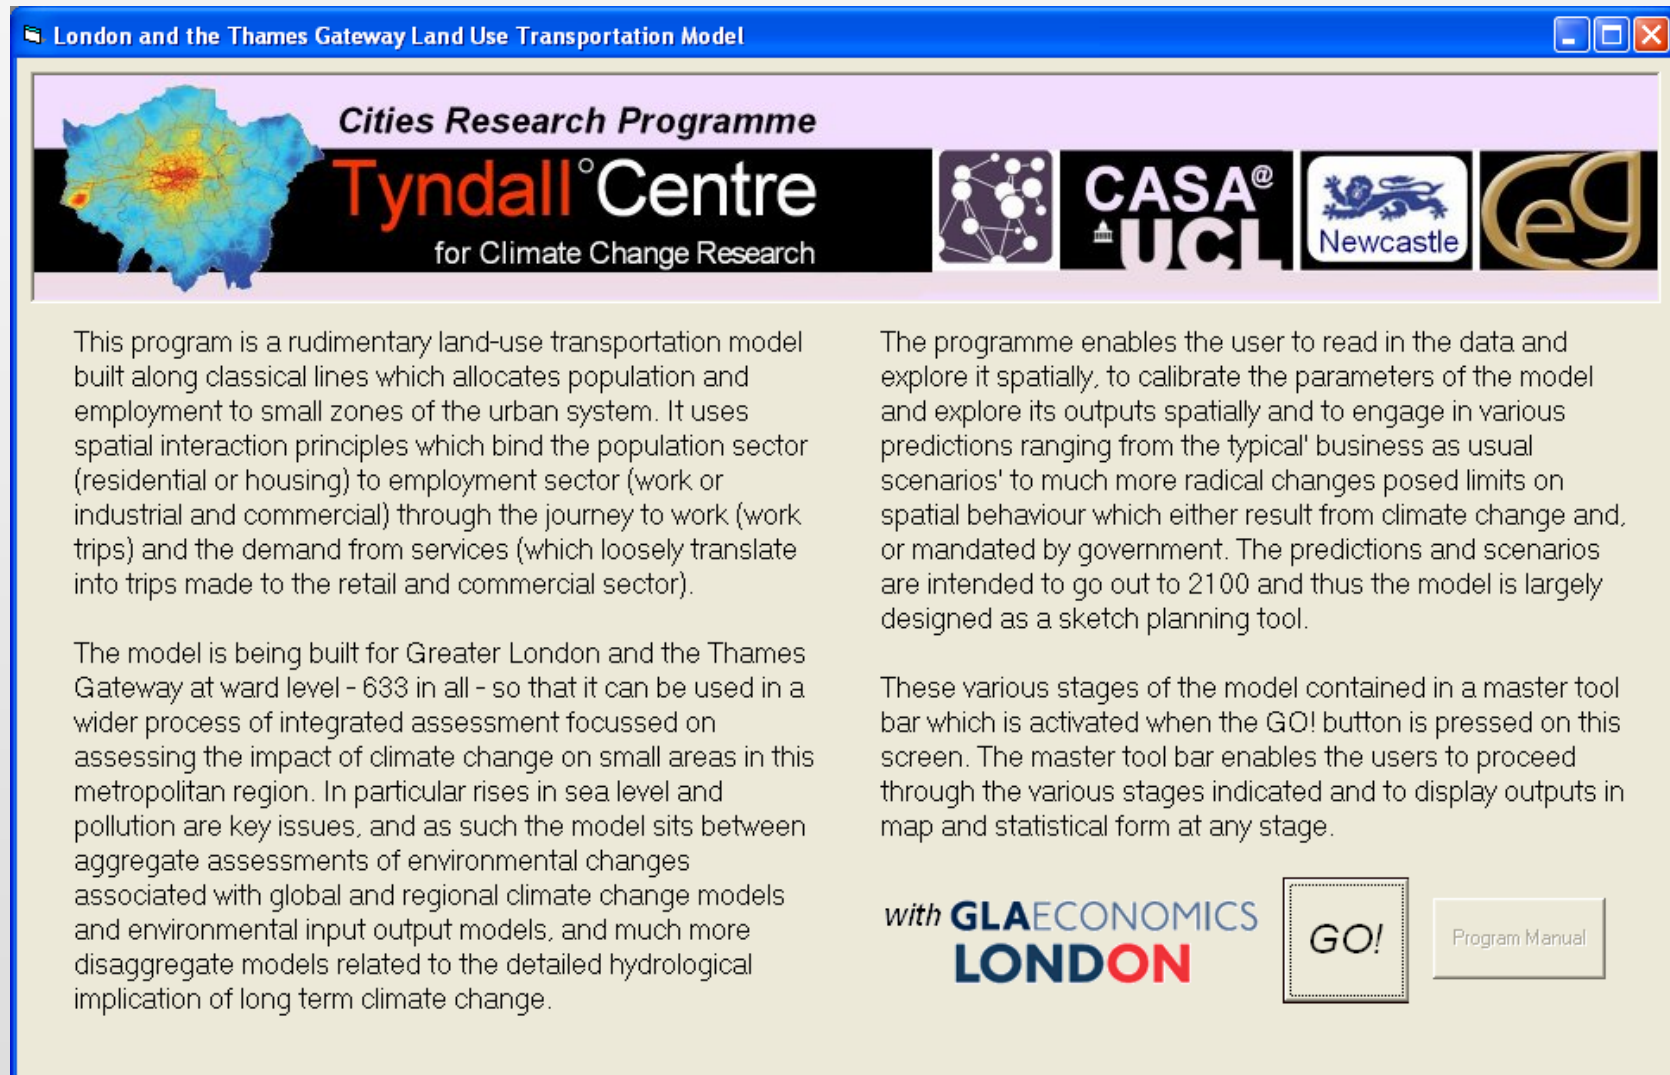 London and the Thames Gateway Land Use Transportation Model
Cities Research Programme
Tyndall°Centre
for Climate Change Research
CASA@
UCL
Newcastle
ceg
This program is a rudimentary land-use transportation model
built along classical lines which allocates population and
employment to small zones of the urban system. It uses
spatial interaction principles which bind the population sector
(residential or housing) to employment sector (work or
industrial and commercial) through the journey to work (work
trips) and the demand from services (which loosely translate
into trips made to the retail and commercial sector).
The model is being built for Greater London and the Thames
Gateway at ward level - 633 in all - so that it can be used in a
wider process of integrated assessment focussed on
assessing the impact of climate change on small areas in this
metropolitan region. In particular rises in sea level and
pollution are key issues, and as such the model sits between
aggregate assessments of environmental changes
associated with global and regional climate change models
and environmental input output models, and much more
disaggregate models related to the detailed hydrological
implication of long term climate change.
The programme enables the user to read in the data and
explore it spatially, to calibrate the parameters of the model
and explore its outputs spatially and to engage in various
predictions ranging from the typical' business as usual
scenarios' to much more radical changes posed limits on
spatial behaviour which either result from climate change and,
or mandated by government. The predictions and scenarios
are intended to go out to 2100 and thus the model is largely
designed as a sketch planning tool.
These various stages of the model contained in a master tool
bar which is activated when the GO! button is pressed on this
screen. The master tool bar enables the users to proceed
through the various stages indicated and to display outputs in
map and statistical form at any stage.
with GLAECONOMICS
LONDON
GO!
Program Manual